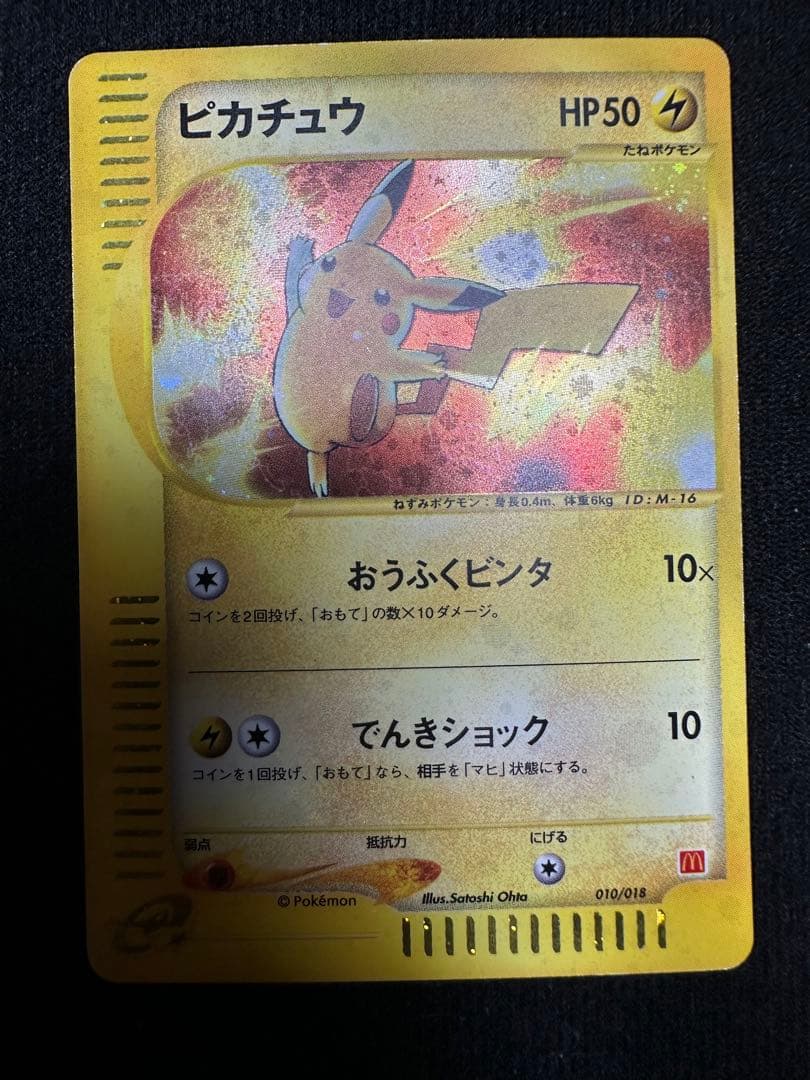 ピカチュウ HP50
たねポケモン
ねずみポケモン：身長0.4m、体重6kg ID:M-16
おうふくビンタ 10×
コインを2回投げ、「おもて」の数×10ダメージ。
でんきショック 10
コインを1回投げ、「おもて」なら、相手を「マヒ」状態にする。
弱点 抵抗力 にげる
© Pokémon Illus.Satoshi Ohta 010/018